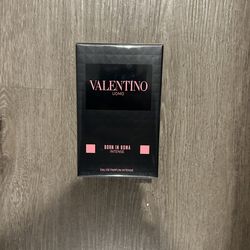 VALENTINO
UOMO
BORN IN ROMA
INTENSE
EAU DE PARFUM INTENSE